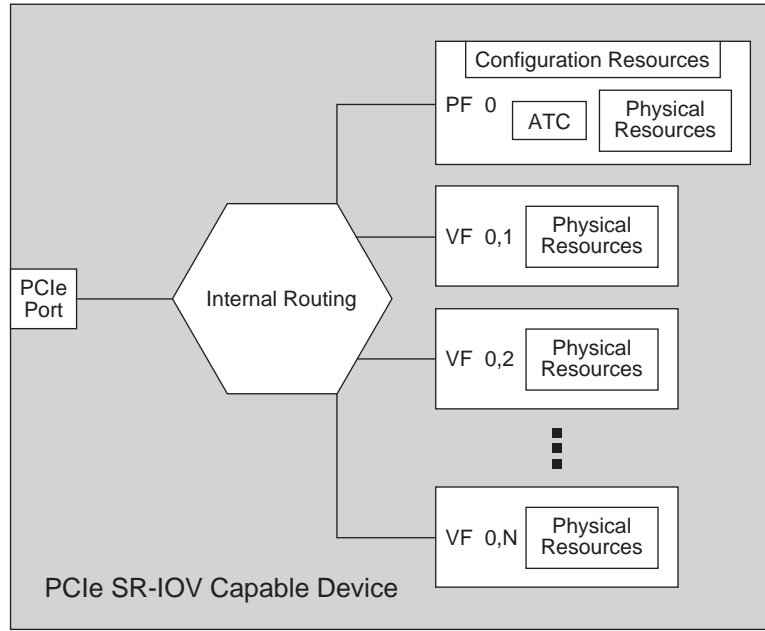 Configuration Resources
PF 0
ATC
Physical
Resources
VF 0,1
Physical
Resources
PCIe
Port
Internal Routing
VF 0,2
Physical
Resources
VF 0,N
Physical
Resources
PCIe SR-IOV Capable Device